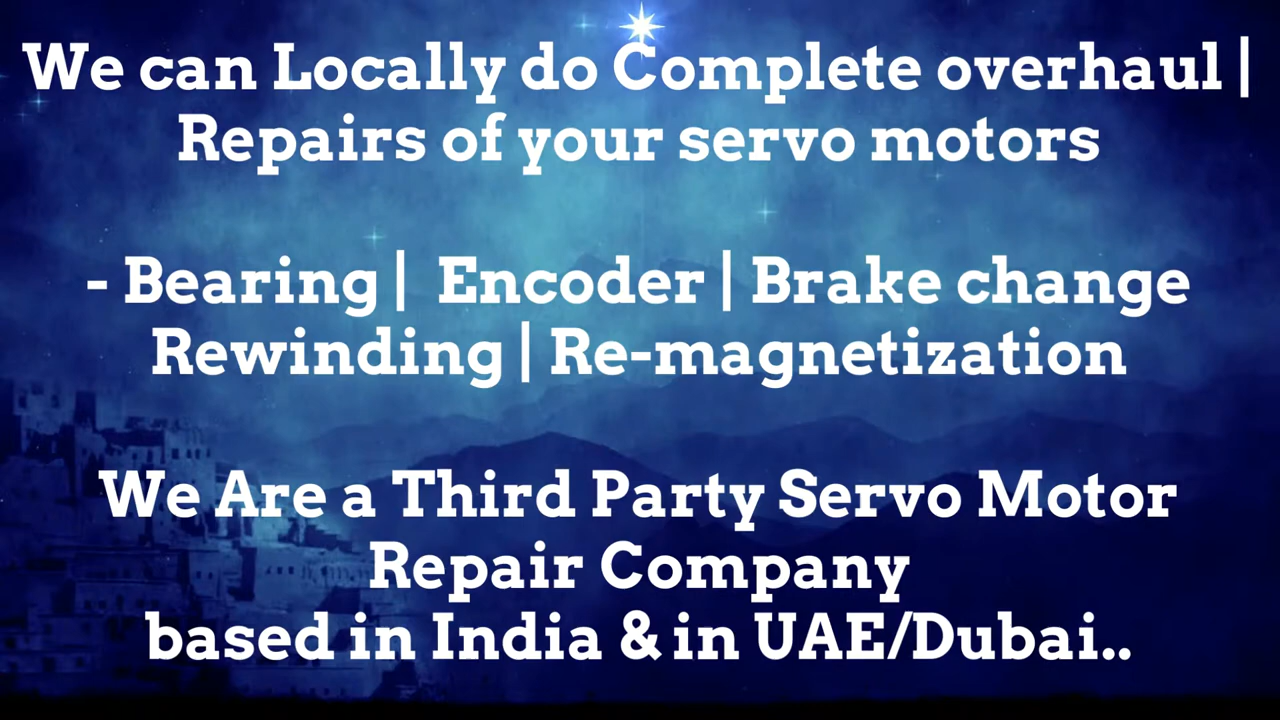 We can Locally do Complete overhaul |
Repairs of your servo motors
- Bearing | Encoder | Brake change
Rewinding | Re-magnetization
We Are a Third Party Servo Motor
Repair Company
based in India & in UAE/Dubai..